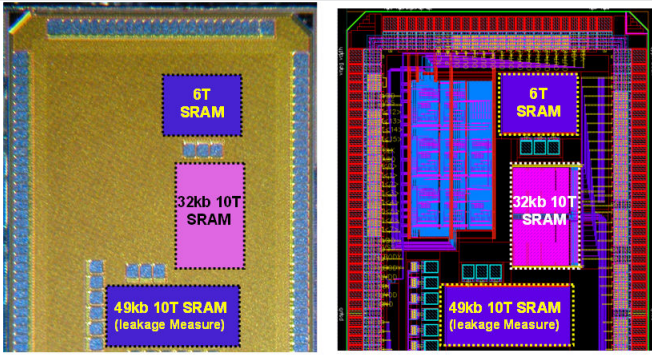 6T
SRAM
32kb 10T
SRAM
49kb 10T SRAM
(leakage Measure)
6T
SRAM
32kb 10T
SRAM
49kb 10T SRAM
(leakage Measure)